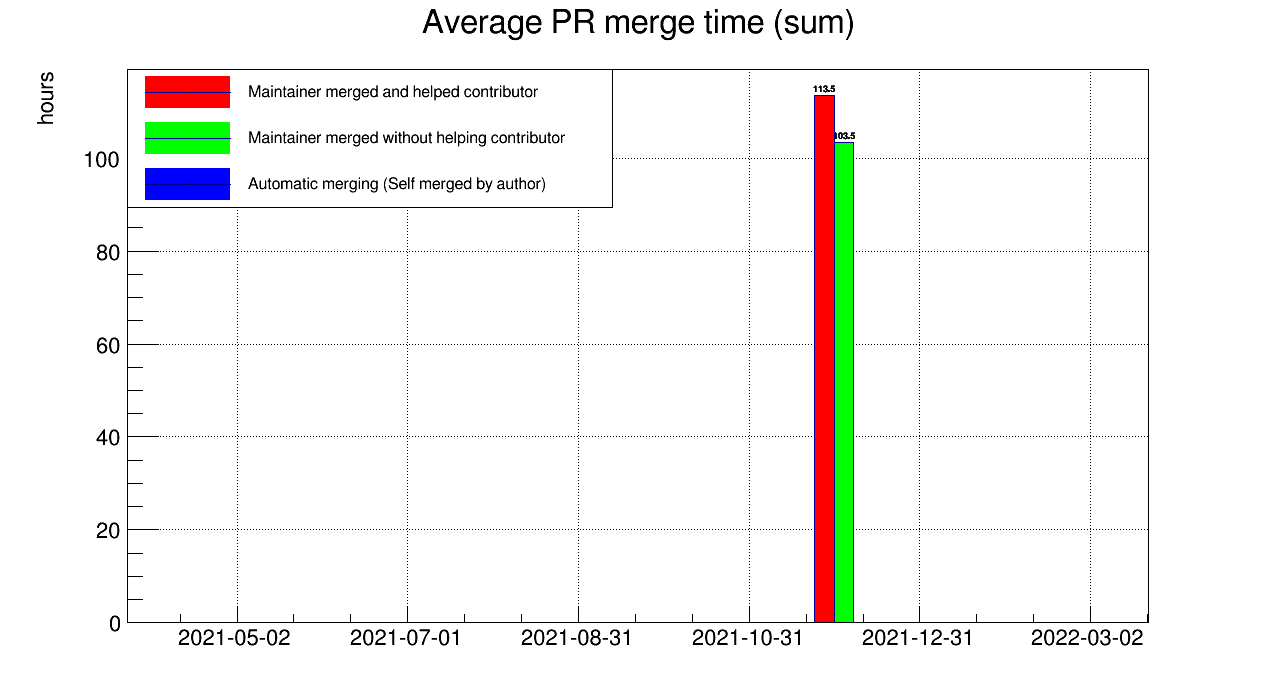 Average PR merge time (sum)
hours
Maintainer merged and helped contributor
Maintainer merged without helping contributor
Automatic merging (Self merged by author)
113.5
103.5
100
80
60
40
20
0
2021-05-02 2021-07-01 2021-08-31 2021-10-31 2021-12-31 2022-03-02